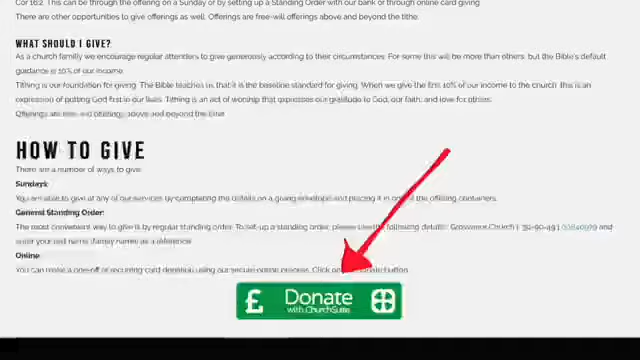 Cor 16:2. This can be through the offering on a Sunday or by setting up a Standing Order with our bank or through online card giving
There are other opportunities to give offerings as well. Offerings are free-will offerings above and beyond the tithe.
WHAT SHOULD I GIVE?
As a church family we encourage regular attenders to give generously according to their circumstances. For some this will be more than others, but the Bible's default
guidance is 10% of our income.
Tithing is our foundation for giving. The Bible teaches us that it is the baseline standard for giving. When we give the first 10% of our income to the church, this is an
expression of putting God first in our lives. Tithing is an act of worship that expresses our gratitude to God, our faith, and love for others.
Offerings are free-will offerings, above and beyond the tithe.
HOW TO GIVE
There are a number of ways to give:
Sundays:
You are able to give at any of our services by completing the details on a giving envelope and placing it in one of the offering containers.
General Standing Order:
The most convenient way to give is by regular standing order. To set-up a standing order, please use the following details: Grosvenor Church |
enter your last name (family name) as a reference.
Online
You can make a one-off or recurring card donation using our secure online process. Click on Donate button
£ Donate
with ChurchSuite